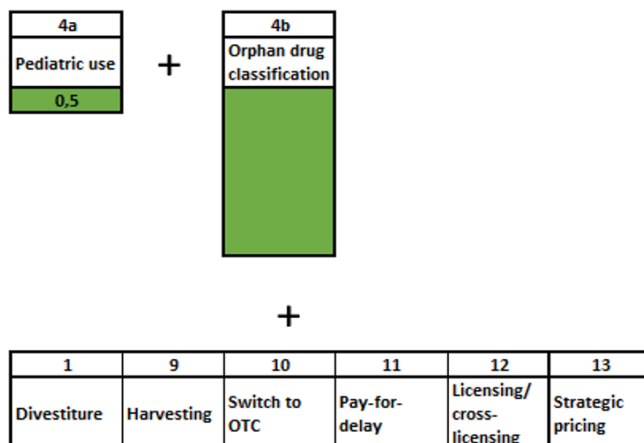 4a 4b
Pediatric use + Orphan drug
classification
0,5
+
1 9 10 11 12 13
Divestiture Harvesting Switch to
OTC Pay-for-
delay Licensing/
cross-
licensing Strategic
pricing